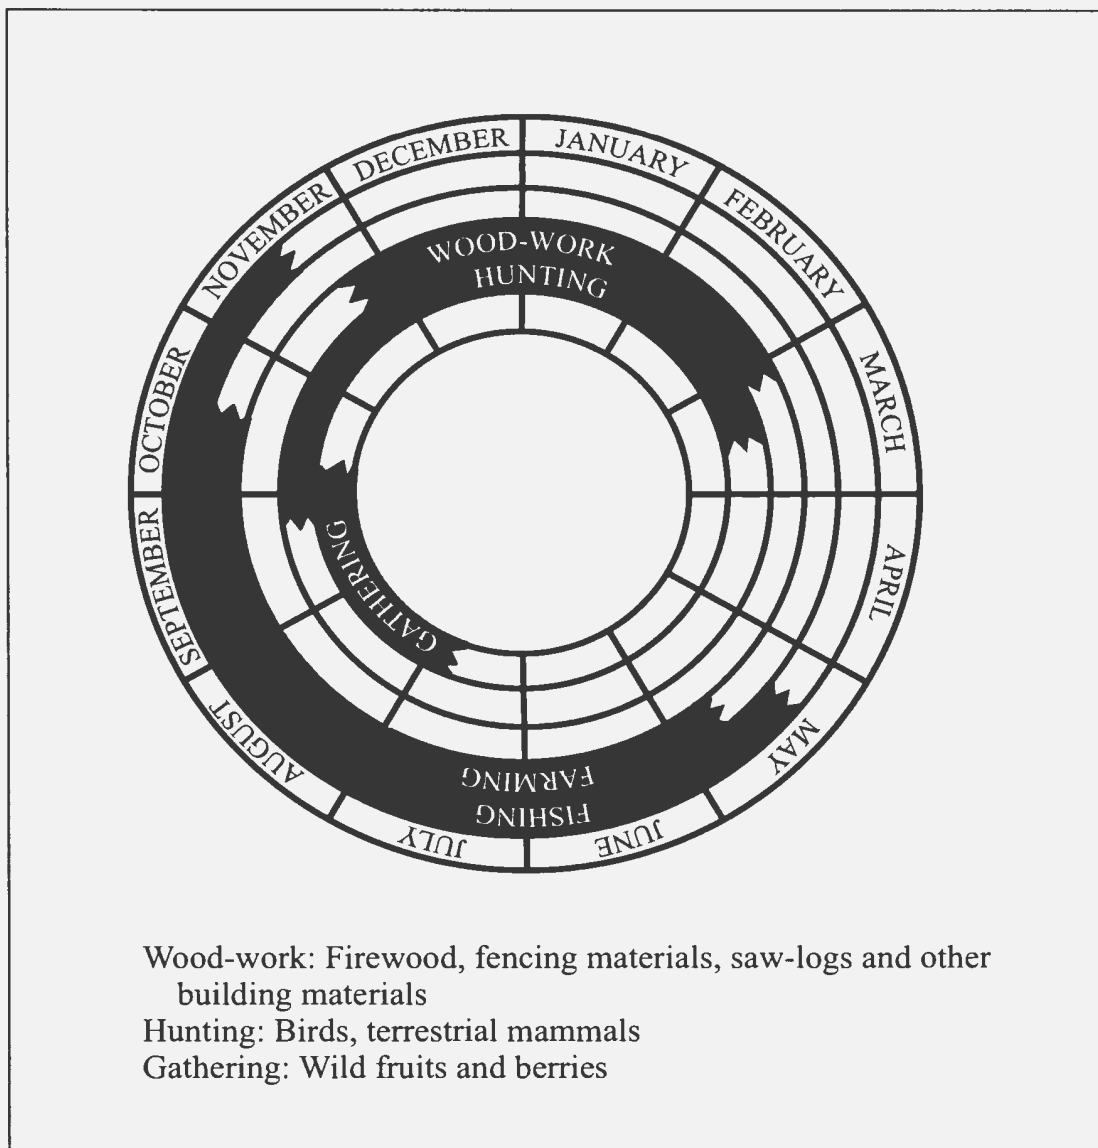 JANUARY
FEBRUARY
MARCH
APRIL
MAY
JUNE
JULY
AUGUST
SEPTEMBER
OCTOBER
NOVEMBER
DECEMBER
WOOD-WORK
HUNTING
GATHERING
FARMING
FISHING
Wood-work: Firewood, fencing materials, saw-logs and other
building materials
Hunting: Birds, terrestrial mammals
Gathering: Wild fruits and berries